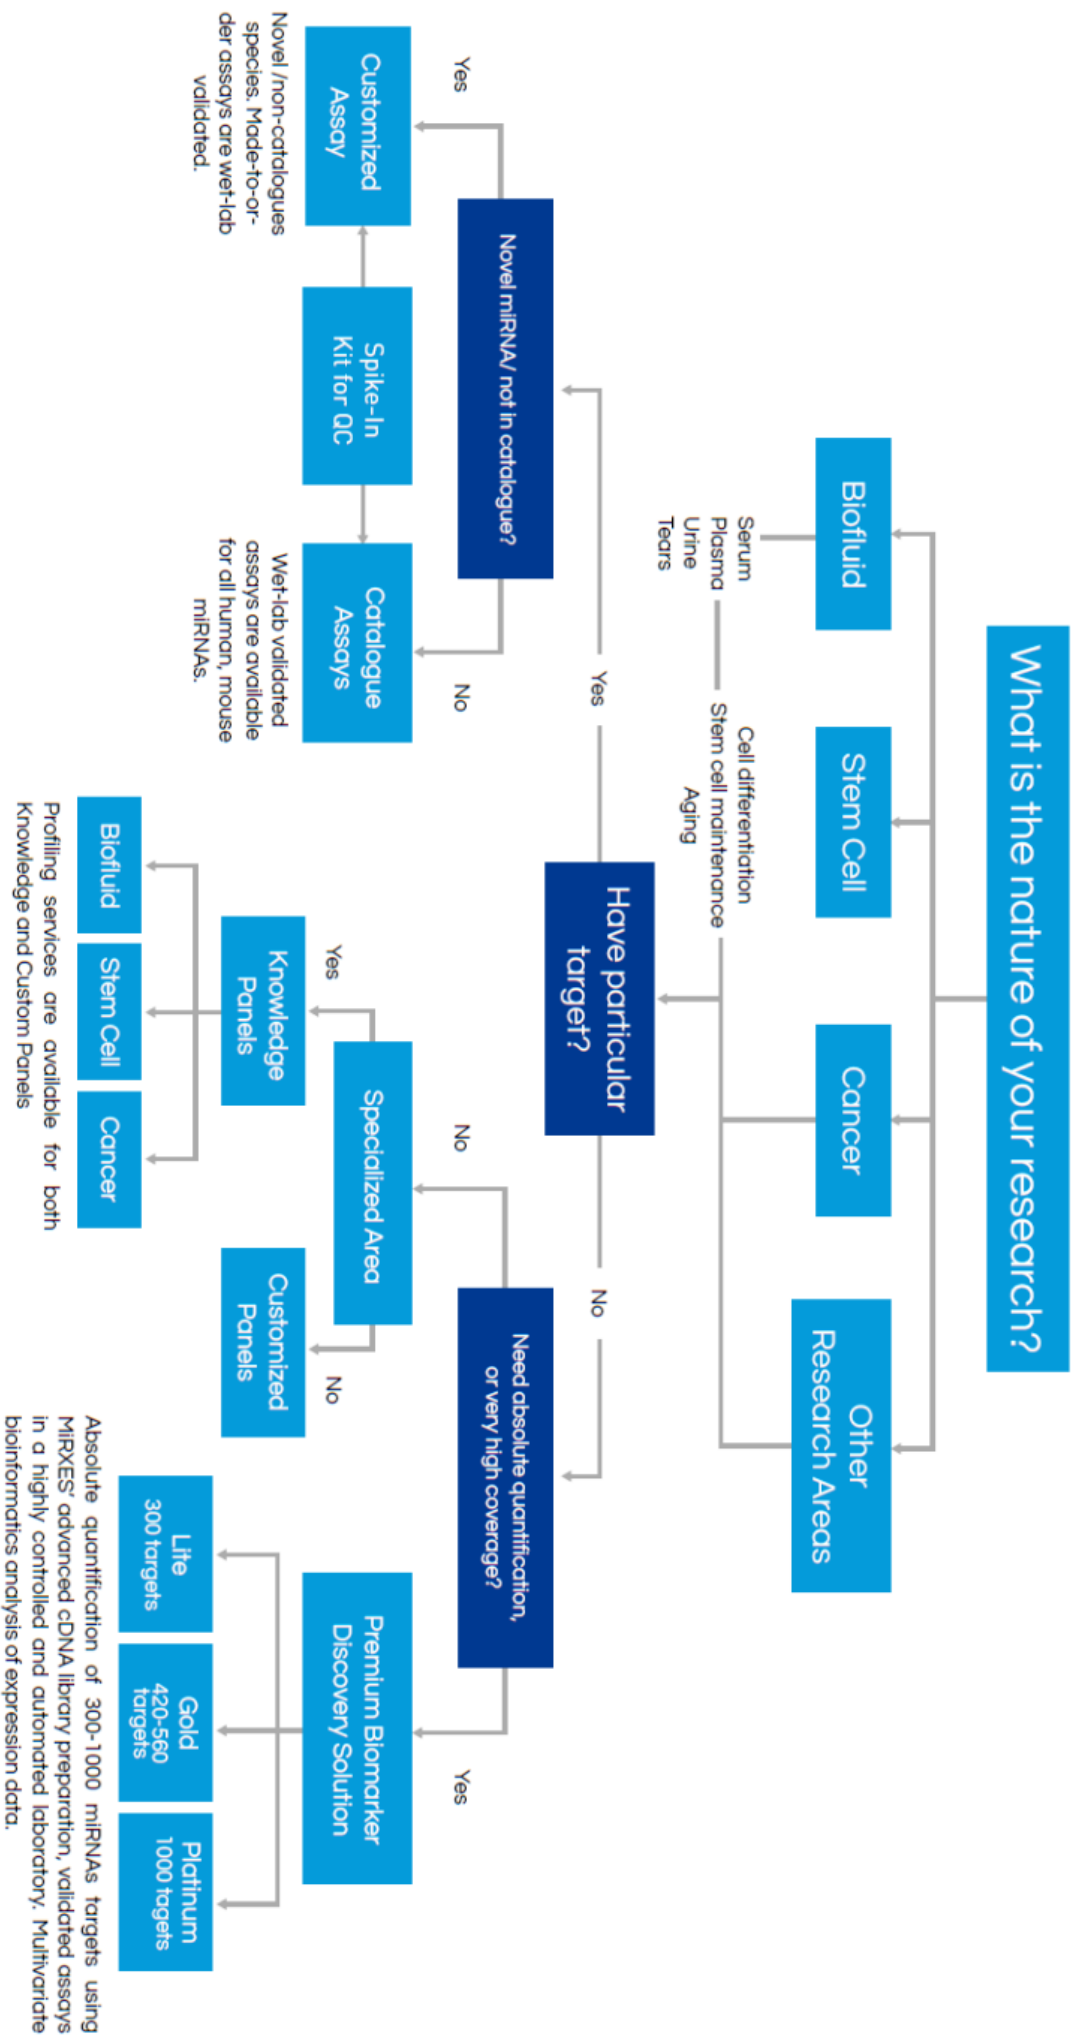 What is the nature of your research?
Biofluid
Stem Cell
Cancer
Other
Research Areas
Serum
Plasma
Urine
Tears
Cell differentiation
Stem cell maintenance
Aging
Have particular
target?
Yes
No
Novel miRNA/ not in catalogue?
Need absolute quantification,
or very high coverage?
Yes
No
No
Yes
Customized
Assay
Spike-In
Kit for QC
Catalogue
Assays
Specialized Area
Premium Biomarker
Discovery Solution
Novel /non-catalogues
species. Made-to-or-
der assays are wet-lab
validated.
Wet-lab validated
assays are available
for all human, mouse
miRNAs.
Yes
No
Knowledge
Panels
Customized
Panels
Lite
300 targets
Gold
420-560
targets
Platinum
1000 tagets
Biofluid
Stem Cell
Cancer
Profiling services are available for both
Knowledge and Custom Panels
Absolute quantification of 300-1000 miRNAs targets using
MiRXES' advanced cDNA library preparation, validated assays
in a highly controlled and automated laboratory. Multivariate
bioinformatics analysis of expression data.